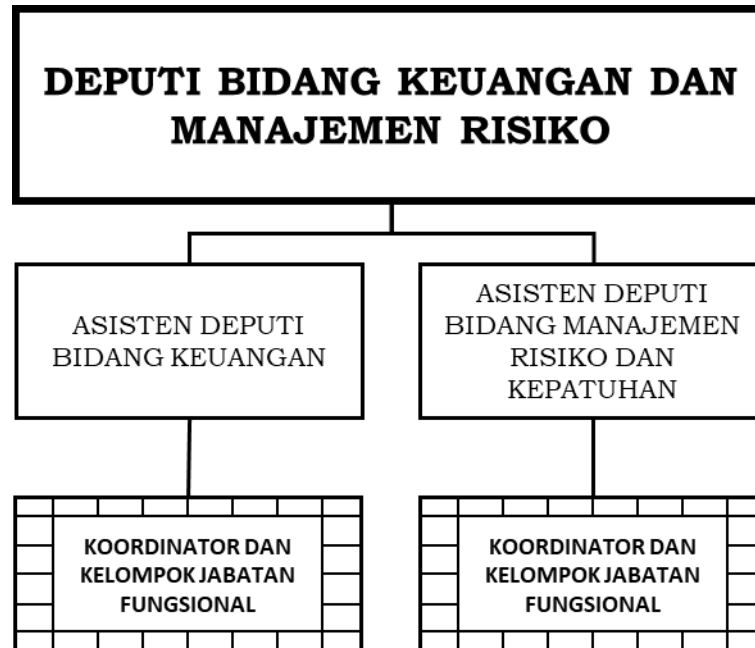 DEPUTI BIDANG KEUANGAN DAN
MANAJEMEN RISIKO
ASISTEN DEPUTI
BIDANG KEUANGAN
ASISTEN DEPUTI
BIDANG MANAJEMEN
RISIKO DAN
KEPATUHAN
KOORDINATOR DAN
KELOMPOK JABATAN
FUNGSIONAL
KOORDINATOR DAN
KELOMPOK JABATAN
FUNGSIONAL